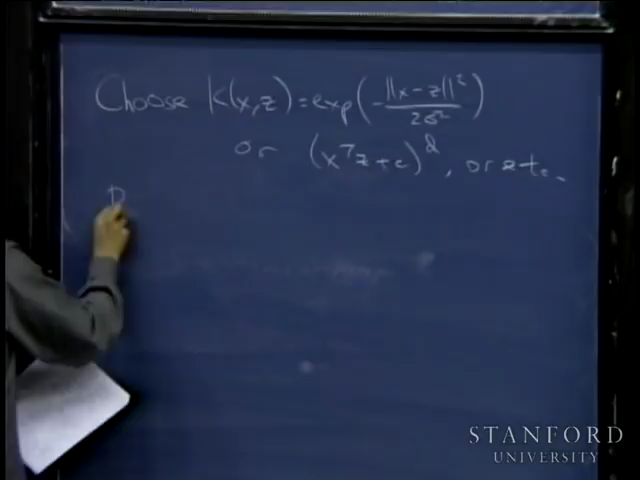 Choose K(x,z) = exp(-||x-z||²/2σ²)
or (xᵀz+c)ᵈ, or etc.
R
STANFORD
UNIVERSITY